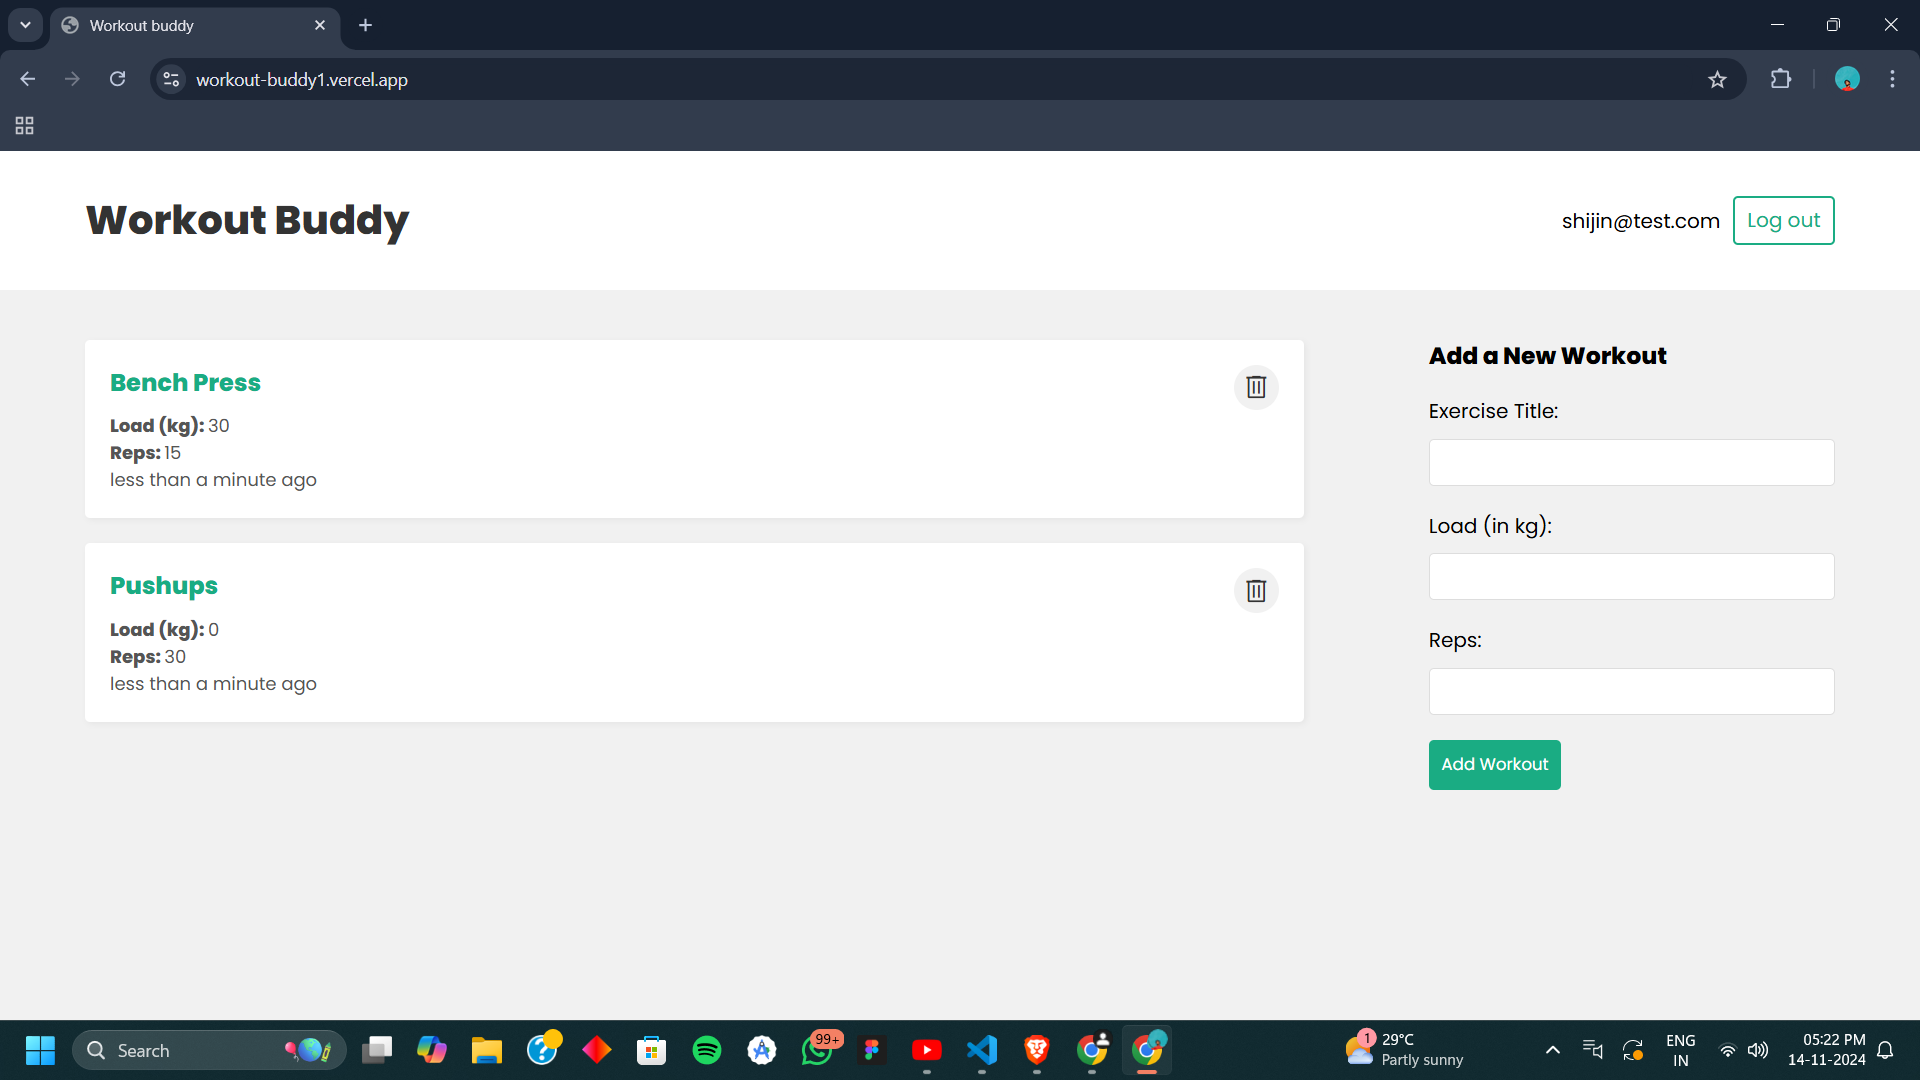 Workout buddy
workout-buddy1.vercel.app
Workout Buddy
shijin@test.com
Log out
Bench Press
Load (kg): 30
Reps: 15
less than a minute ago
Pushups
Load (kg): 0
Reps: 30
less than a minute ago
Add a New Workout
Exercise Title:
Load (in kg):
Reps:
Add Workout
Search
99+
1
29°C
Partly sunny
ENG
IN
05:22 PM
14-11-2024